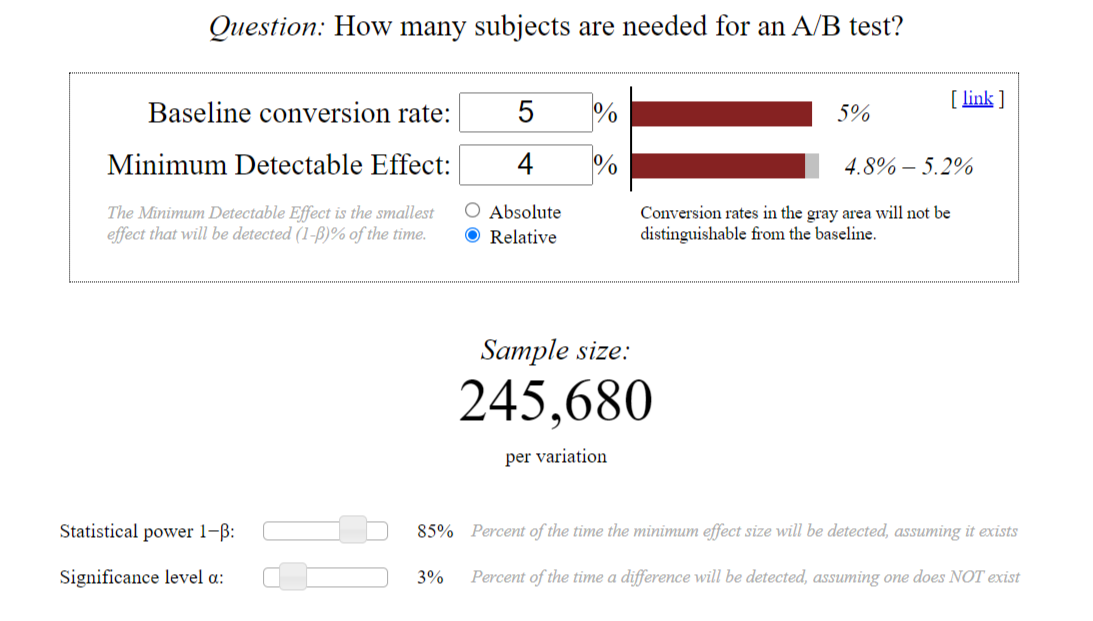 Question: How many subjects are needed for an A/B test?
[ link ]
Baseline conversion rate: 5 % 5%
Minimum Detectable Effect: 4 % 4.8% – 5.2%
The Minimum Detectable Effect is the smallest
effect that will be detected (1-β)% of the time.
Absolute
Relative
Conversion rates in the gray area will not be
distinguishable from the baseline.
Sample size:
245,680
per variation
Statistical power 1−β: 85% Percent of the time the minimum effect size will be detected, assuming it exists
Significance level α: 3% Percent of the time a difference will be detected, assuming one does NOT exist